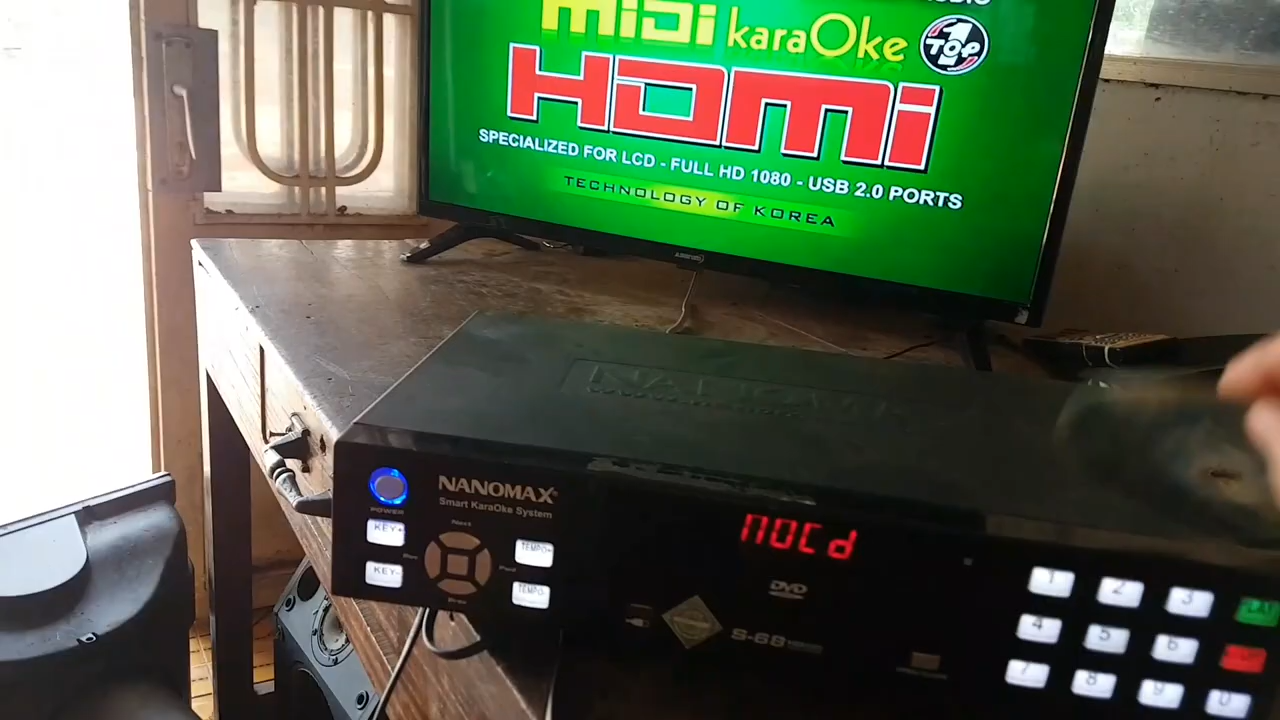 MIDI karaOke
TOP
HDMi
SPECIALIZED FOR LCD - FULL HD 1080 - USB 2.0 PORTS
TECHNOLOGY OF KOREA
NANOMAX
Smart KaraOke System
POWER
KEY+
KEY-
Next
TEMPO+
TEMPO-
NOCd
DVD
S-68
1 2 3
4 5 6
7 8 9 0